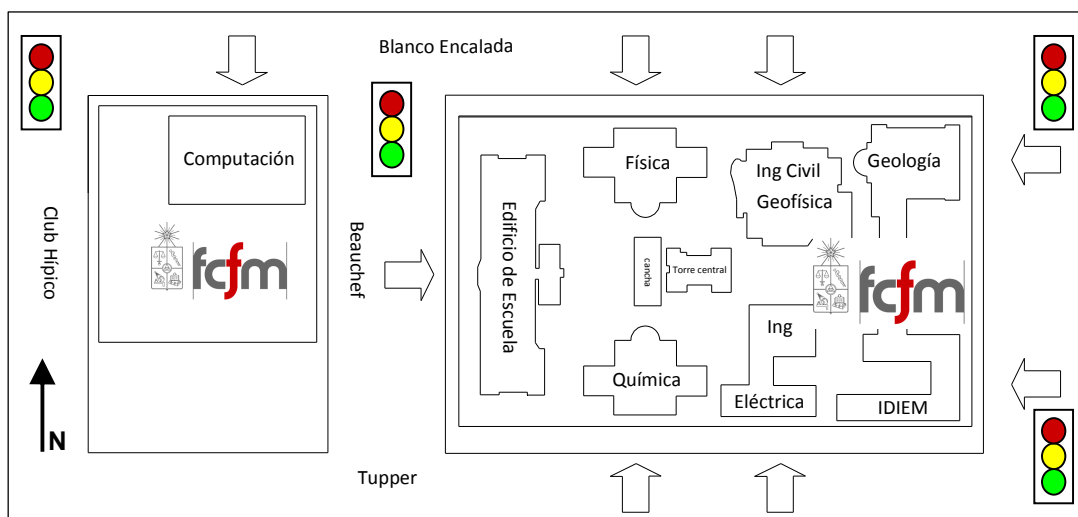 Blanco Encalada
Computación
Física
Ing Civil
Geofísica
Geología
Club Hípico
fcfm
Beauchef
Edificio de Escuela
cancha
Torre central
fcfm
Ing
Eléctrica
Química
IDIEM
N
Tupper